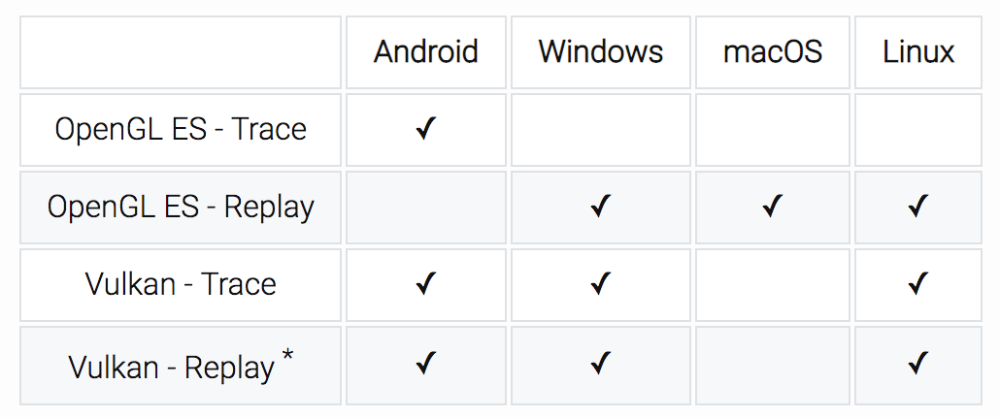 Android Windows macOS Linux
OpenGL ES - Trace ✓
OpenGL ES - Replay ✓ ✓ ✓
Vulkan - Trace ✓ ✓ ✓
Vulkan - Replay * ✓ ✓ ✓